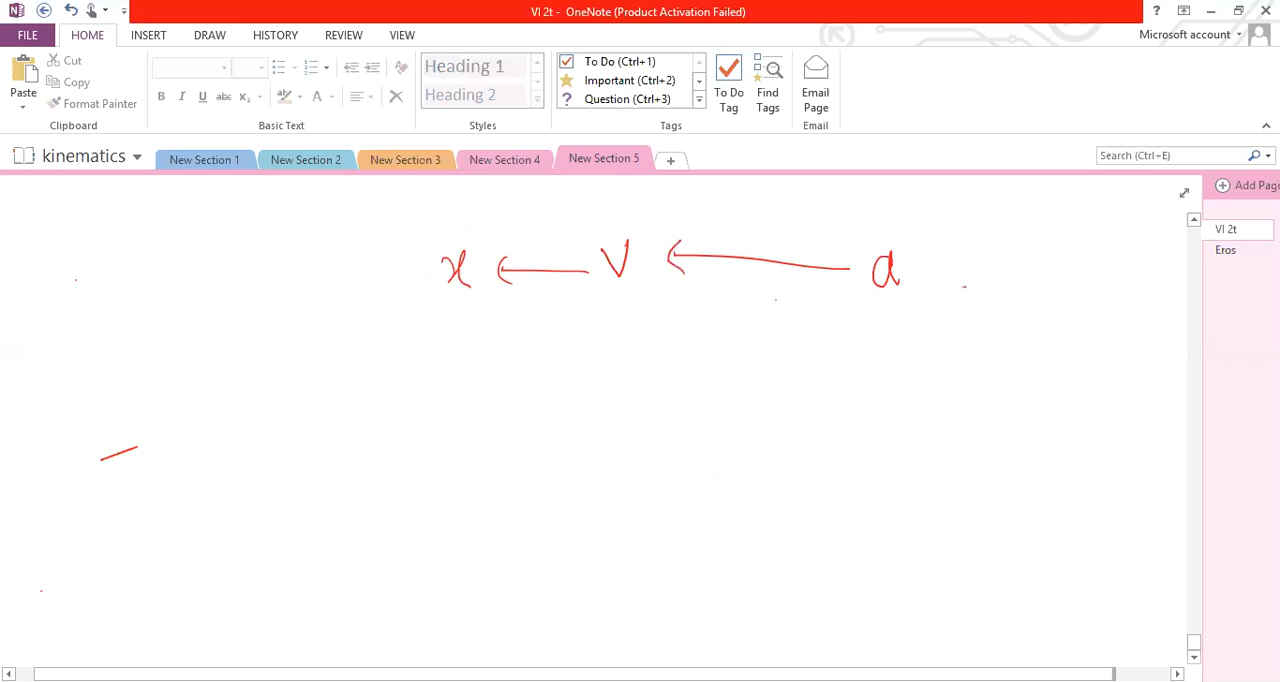 VI 2t - OneNote (Product Activation Failed)
FILE HOME INSERT DRAW HISTORY REVIEW VIEW
Microsoft account
Paste
Cut
Copy
Format Painter
Clipboard
B I U abc X₂ ab A
Basic Text
Heading 1
Heading 2
Styles
To Do (Ctrl+1)
Important (Ctrl+2)
Question (Ctrl+3)
To Do Tag
Find Tags
Tags
Email Page
Email
kinematics
New Section 1 New Section 2 New Section 3 New Section 4 New Section 5
Search (Ctrl+E)
Add Page
VI 2t
Eros
x ← V ← a